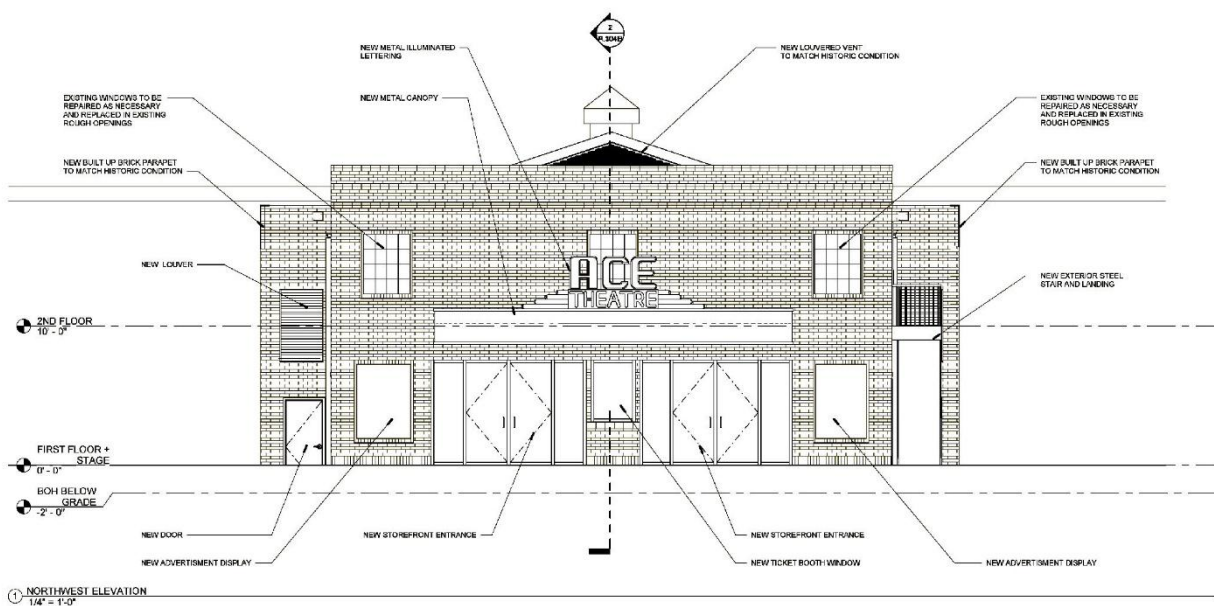 2
R.304B
NEW METAL ILLUMINATED
LETTERING
NEW LOUVERED VENT
TO MATCH HISTORIC CONDITION
EXISTING WINDOWS TO BE
REPAIRED AS NECESSARY
AND REPLACED IN EXISTING
ROUGH OPENINGS
NEW METAL CANOPY
EXISTING WINDOWS TO BE
REPAIRED AS NECESSARY
AND REPLACED IN EXISTING
ROUGH OPENINGS
NEW BUILT UP BRICK PARAPET
TO MATCH HISTORIC CONDITION
NEW BUILT UP BRICK PARAPET
TO MATCH HISTORIC CONDITION
NEW LOUVER
ACE
THEATRE
NEW EXTERIOR STEEL
STAIR AND LANDING
2ND FLOOR
10' - 0"
FIRST FLOOR +
STAGE
0' - 0"
BOH BELOW
GRADE
-2' - 0"
NEW DOOR
NEW STOREFRONT ENTRANCE
NEW STOREFRONT ENTRANCE
NEW ADVERTISMENT DISPLAY
NEW TICKET BOOTH WINDOW
NEW ADVERTISMENT DISPLAY
1 NORTHWEST ELEVATION
1/4" = 1'-0"